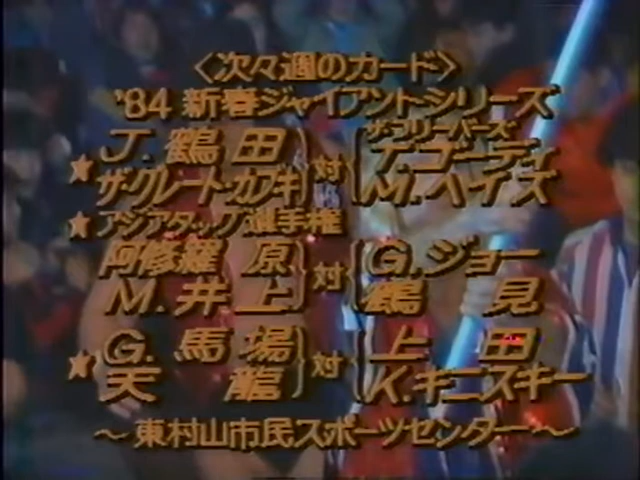 〈次々週のカード〉
'84 新春ジャイアントシリーズ
★ J.鶴田 ザ・グレート・カブキ 対 ザ・フリーバーズ T.ゴーディ M.ヘイズ
★ アジアタッグ選手権
阿修羅 原 M.井上 対 G.ジョー 鶴見
★ G.馬場 天龍 対 上田 K.キニスキー
～東村山市民スポーツセンター～